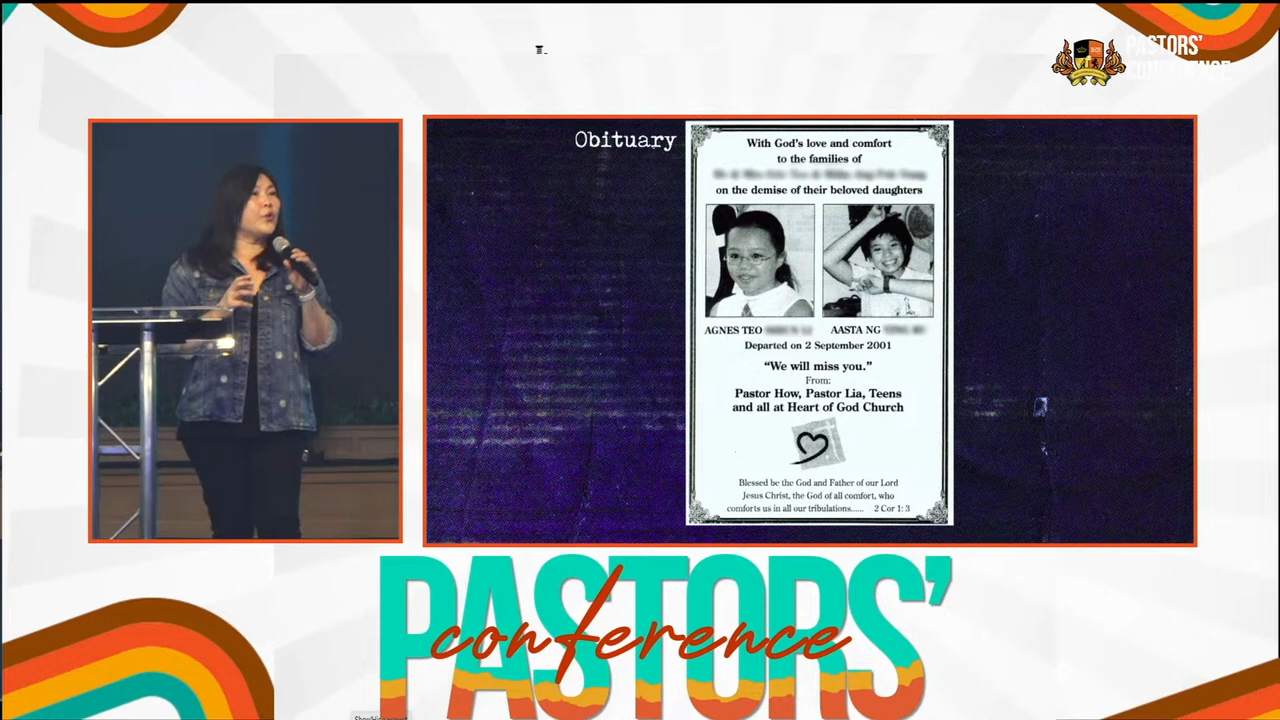 PASTORS'
CONFERENCE
Obituary
With God's love and comfort
to the families of
on the demise of their beloved daughters
AGNES TEO
AASTA NG
Departed on 2 September 2001
“We will miss you.”
From:
Pastor How, Pastor Lia, Teens
and all at Heart of God Church
Blessed be the God and Father of our Lord
Jesus Christ, the God of all comfort, who
comforts us in all our tribulations...... 2 Cor 1: 3
PASTORS'
conference